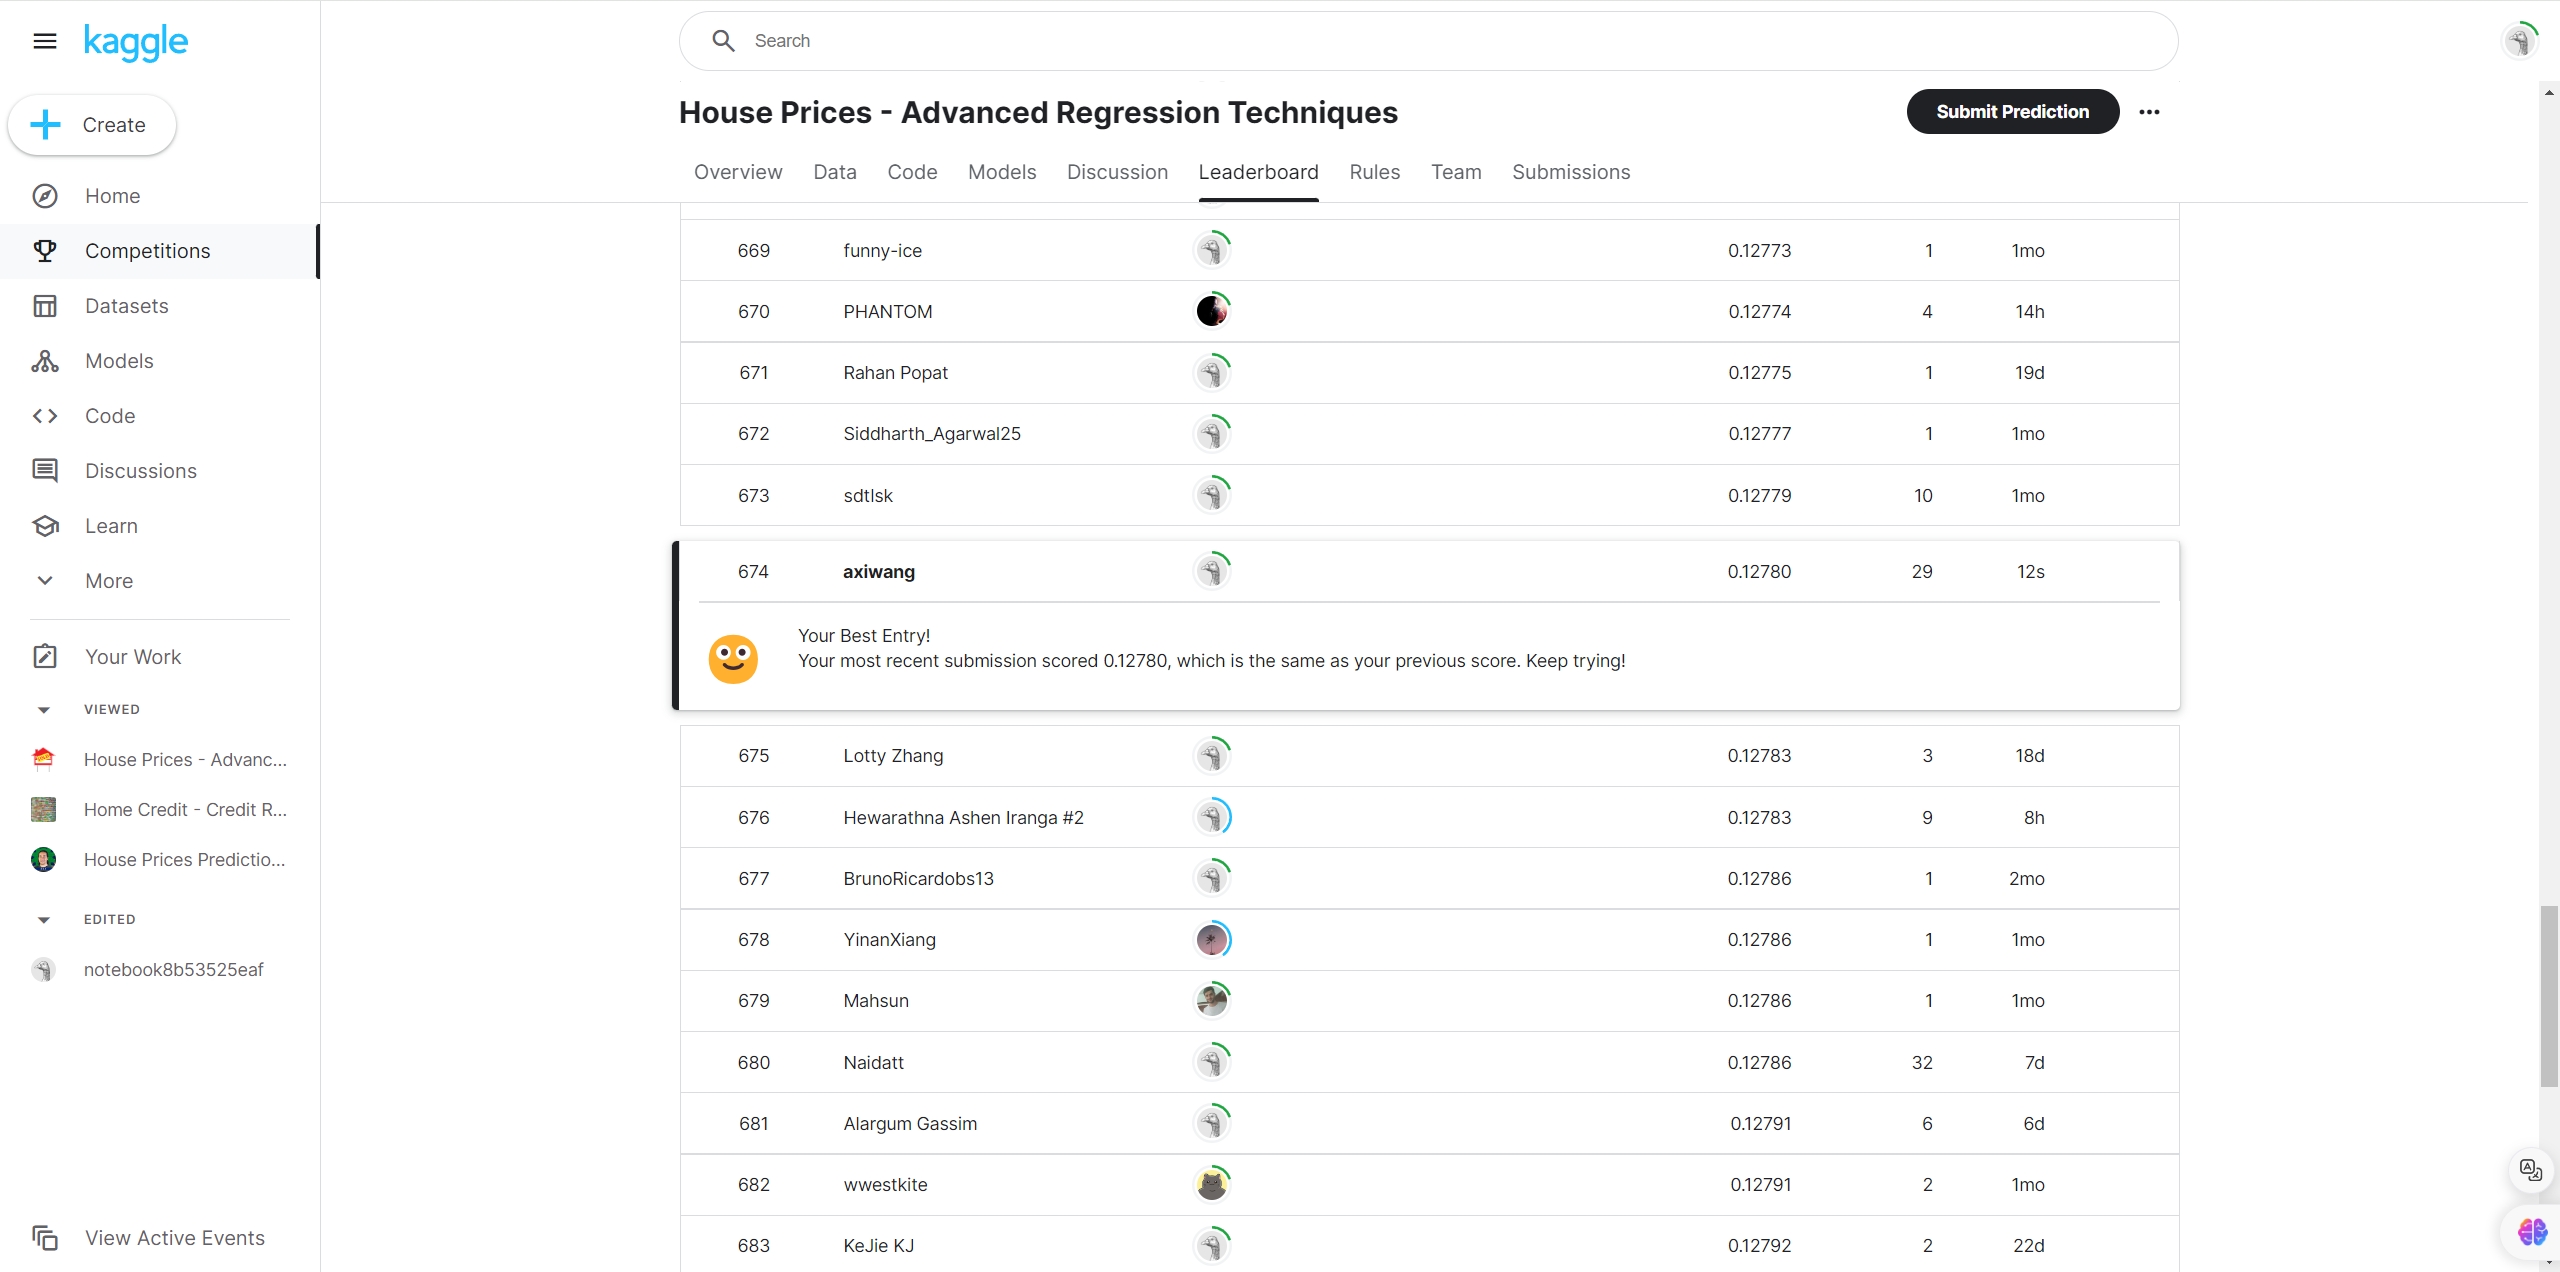 kaggle
Search
Create
Home
Competitions
Datasets
Models
Code
Discussions
Learn
More
Your Work
VIEWED
House Prices - Advanc...
Home Credit - Credit R...
House Prices Predictio...
EDITED
notebook8b53525eaf
View Active Events
House Prices - Advanced Regression Techniques
Submit Prediction
Overview Data Code Models Discussion Leaderboard Rules Team Submissions
669 funny-ice 0.12773 1 1mo
670 PHANTOM 0.12774 4 14h
671 Rahan Popat 0.12775 1 19d
672 Siddharth_Agarwal25 0.12777 1 1mo
673 sdtlsk 0.12779 10 1mo
674 axiwang 0.12780 29 12s
Your Best Entry!
Your most recent submission scored 0.12780, which is the same as your previous score. Keep trying!
675 Lotty Zhang 0.12783 3 18d
676 Hewarathna Ashen Iranga #2 0.12783 9 8h
677 BrunoRicardobs13 0.12786 1 2mo
678 YinanXiang 0.12786 1 1mo
679 Mahsun 0.12786 1 1mo
680 Naidatt 0.12786 32 7d
681 Alargum Gassim 0.12791 6 6d
682 wwestkite 0.12791 2 1mo
683 KeJie KJ 0.12792 2 22d